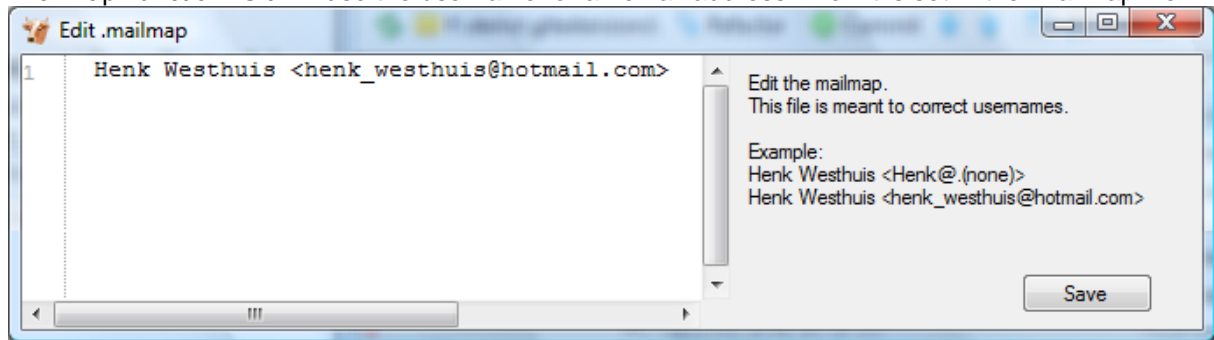 Edit .mailmap
1 Henk Westhuis <henk_westhuis@hotmail.com>
Edit the mailmap.
This file is meant to correct usernames.
Example:
Henk Westhuis <Henk@.(none)>
Henk Westhuis <henk_westhuis@hotmail.com>
Save